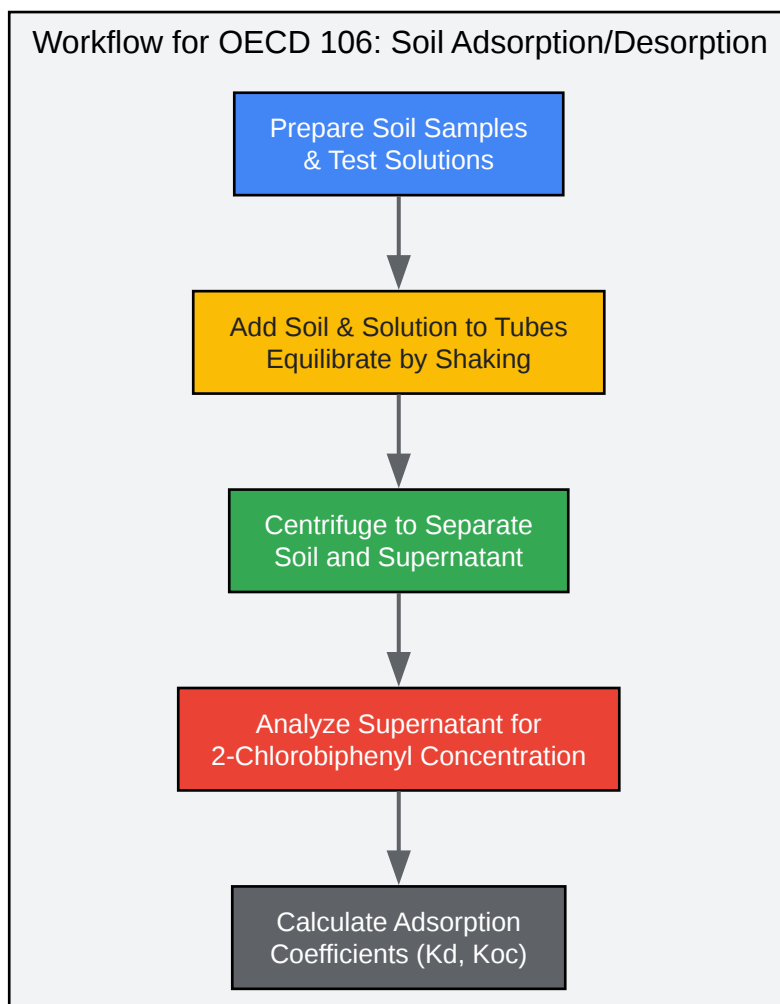 Workflow for OECD 106: Soil Adsorption/Desorption
Prepare Soil Samples
& Test Solutions
Add Soil & Solution to Tubes
Equilibrate by Shaking
Centrifuge to Separate
Soil and Supernatant
Analyze Supernatant for
2-Chlorobiphenyl Concentration
Calculate Adsorption
Coefficients (Kd, Koc)